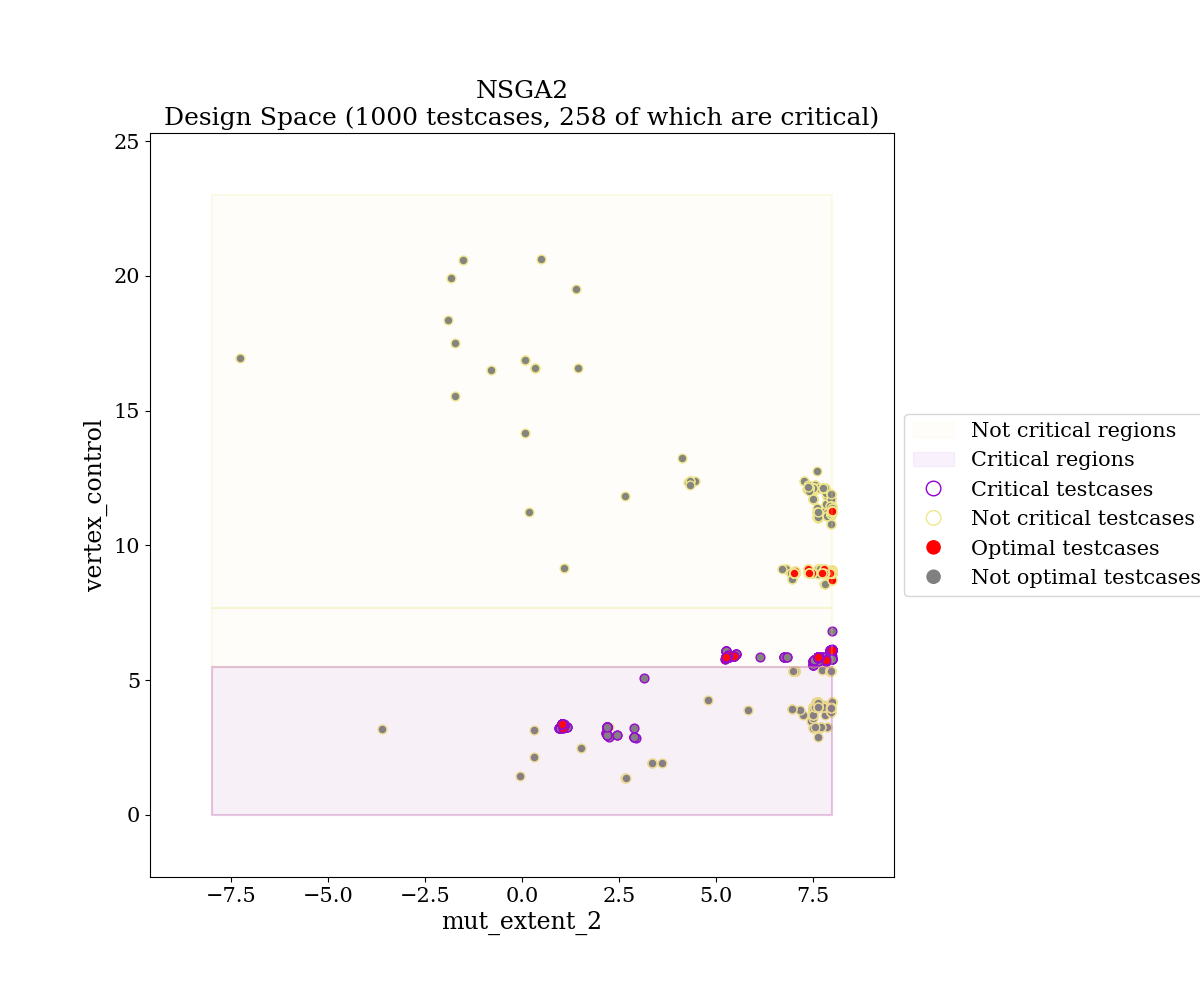 NSGA2
Design Space (1000 testcases, 258 of which are critical)
25
20
15
10
5
0
vertex_control
−7.5
−5.0
−2.5
0.0
2.5
5.0
7.5
mut_extent_2
Not critical regions
Critical regions
Critical testcases
Not critical testcases
Optimal testcases
Not optimal testcases